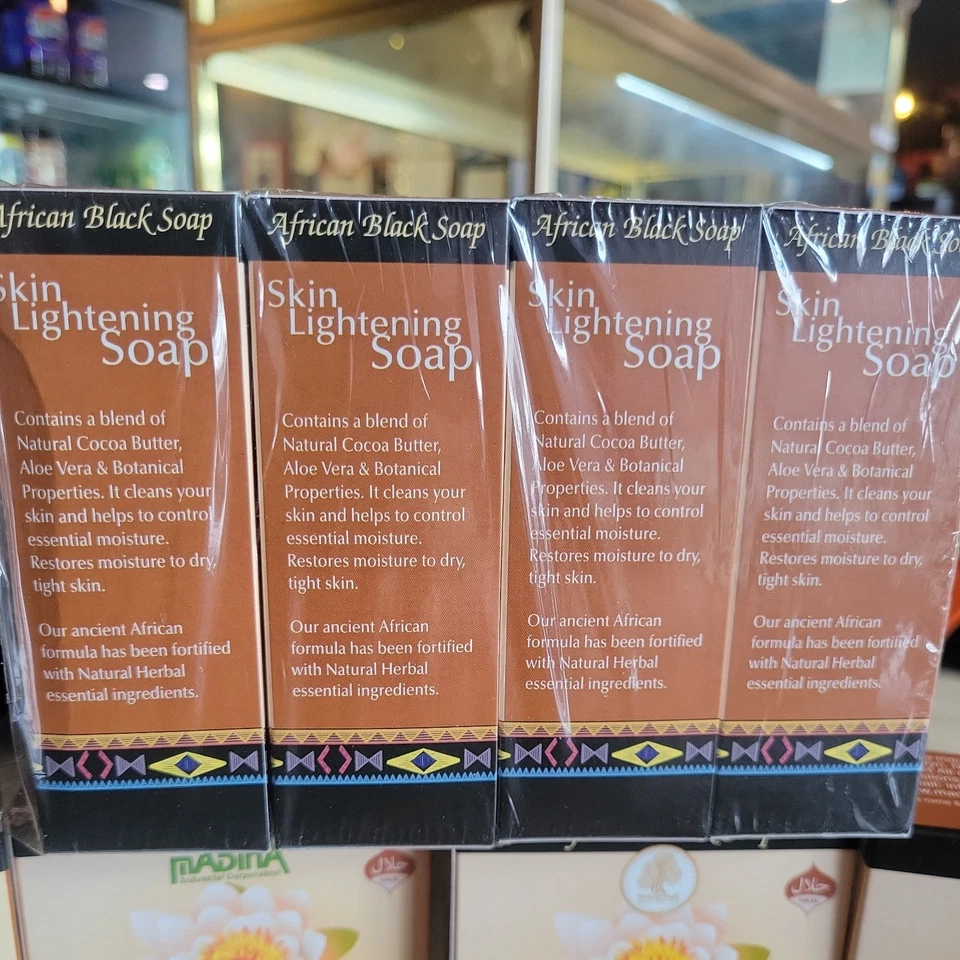 African Black Soap
Skin
Lightening
Soap
Contains a blend of
Natural Cocoa Butter,
Aloe Vera & Botanical
Properties. It cleans your
skin and helps to control
essential moisture.
Restores moisture to dry,
tight skin.
Our ancient African
formula has been fortified
with Natural Herbal
essential ingredients.
African Black Soap
Skin
Lightening
Soap
Contains a blend of
Natural Cocoa Butter,
Aloe Vera & Botanical
Properties. It cleans your
skin and helps to control
essential moisture.
Restores moisture to dry,
tight skin.
Our ancient African
formula has been fortified
with Natural Herbal
essential ingredients.
African Black Soap
Skin
Lightening
Soap
Contains a blend of
Natural Cocoa Butter,
Aloe Vera & Botanical
Properties. It cleans your
skin and helps to control
essential moisture.
Restores moisture to dry,
tight skin.
Our ancient African
formula has been fortified
with Natural Herbal
essential ingredients.
African Black So
Skin
Lightening
Soap
Contains a blend of
Natural Cocoa Butter,
Aloe Vera & Botanical
Properties. It cleans your
skin and helps to control
essential moisture.
Restores moisture to dry,
tight skin.
Our ancient African
formula has been fortified
with Natural Herbal
essential ingredients.
MADINA
Industrial Corporation
حلال
حلال